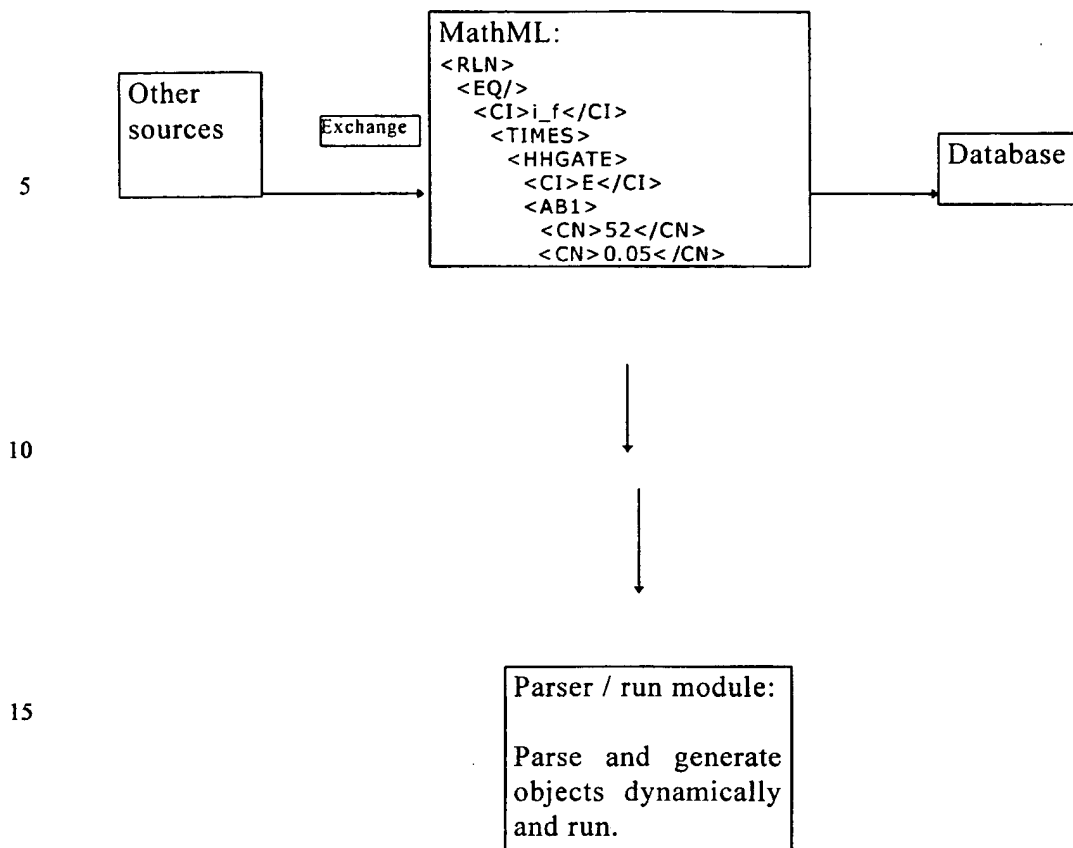 MathML:
<RLN>
<EQ/>
<CI>i_f</CI>
<TIMES>
<HHGATE>
<CI>E</CI>
<AB1>
<CN>52</CN>
<CN>0.05</CN>
Other
sources
Exchange
Database
5
10
15
Parser / run module:
Parse and generate
objects dynamically
and run.